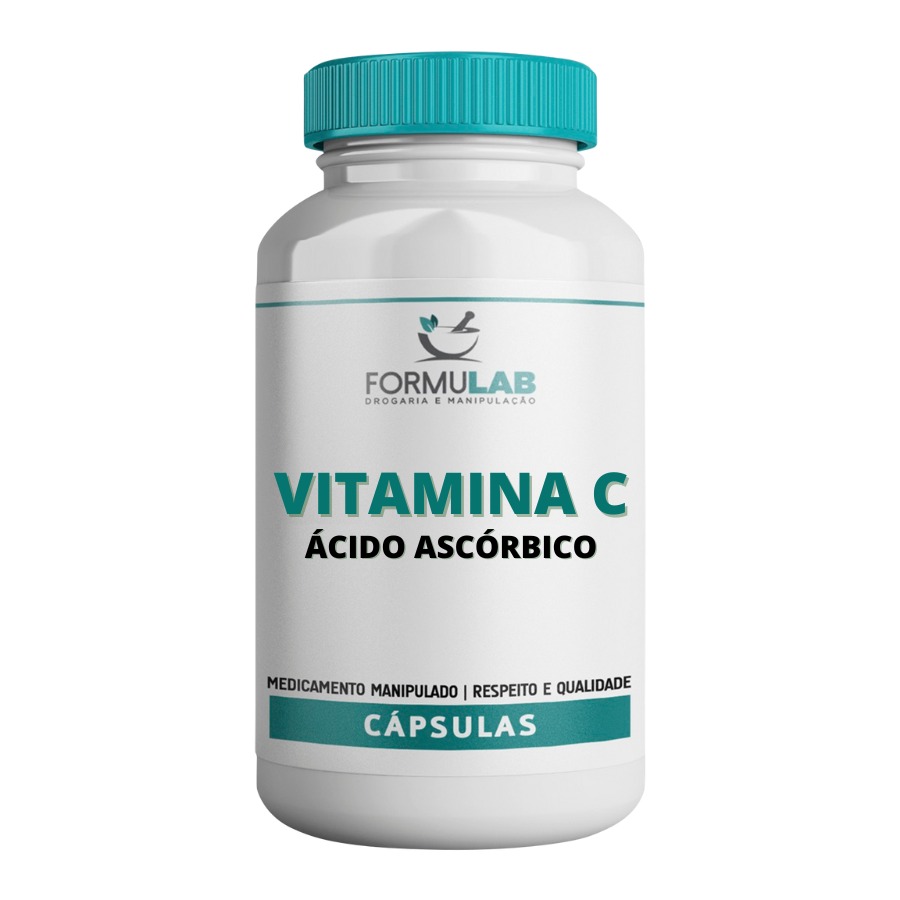 FORMULAB
DROGARIA E MANIPULAÇÃO
VITAMINA C
ÁCIDO ASCÓRBICO
MEDICAMENTO MANIPULADO | RESPEITO E QUALIDADE
CÁPSULAS